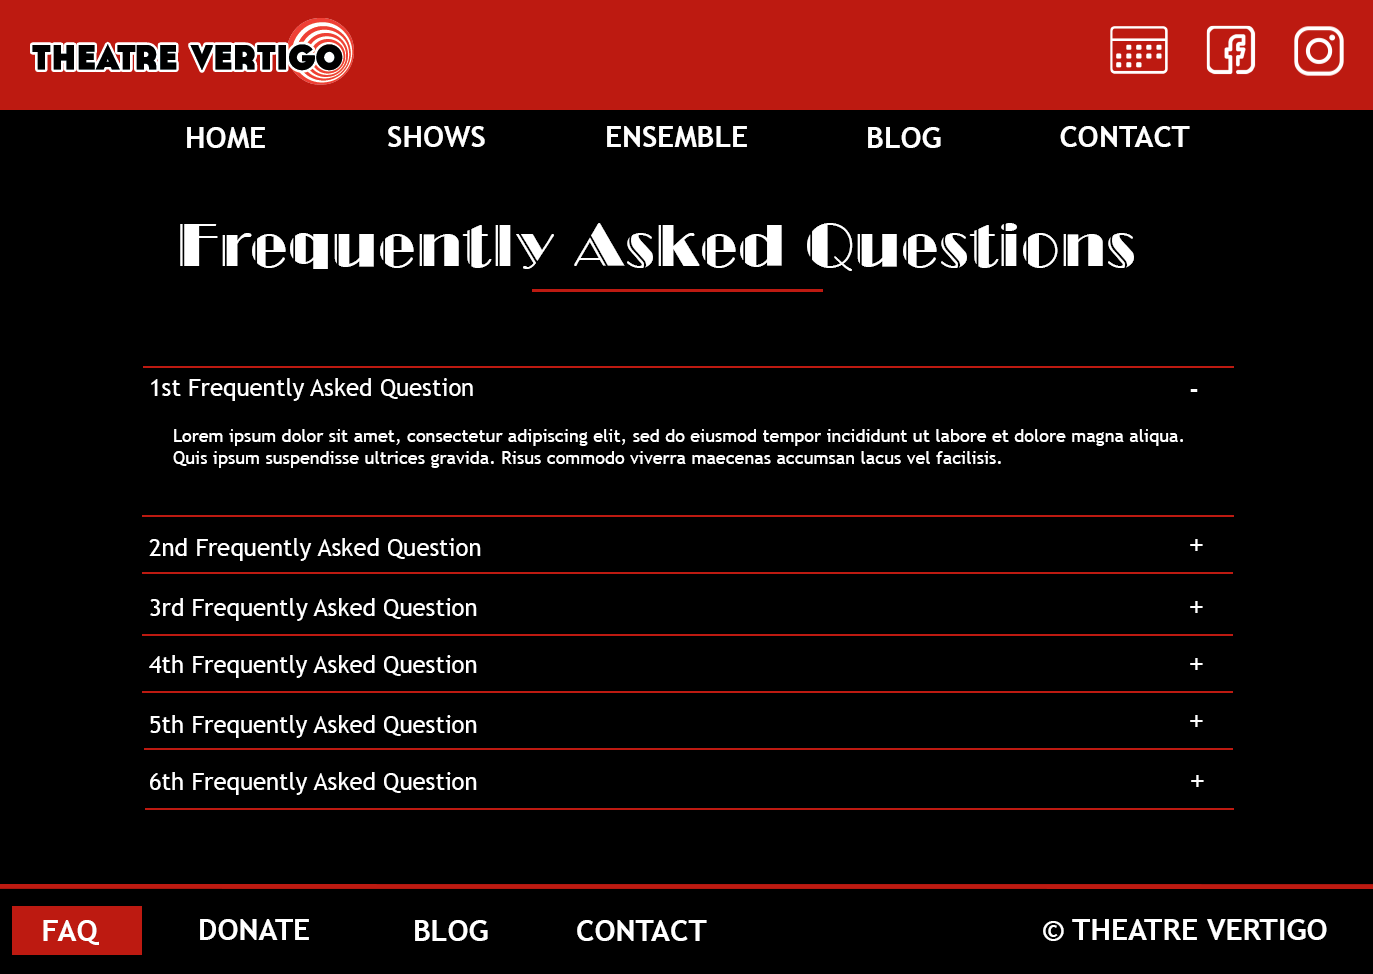 THEATRE VERTIGO
HOME SHOWS ENSEMBLE BLOG CONTACT
Frequently Asked Questions
1st Frequently Asked Question -
Lorem ipsum dolor sit amet, consectetur adipiscing elit, sed do eiusmod tempor incididunt ut labore et dolore magna aliqua.
Quis ipsum suspendisse ultrices gravida. Risus commodo viverra maecenas accumsan lacus vel facilisis.
2nd Frequently Asked Question +
3rd Frequently Asked Question +
4th Frequently Asked Question +
5th Frequently Asked Question +
6th Frequently Asked Question +
FAQ DONATE BLOG CONTACT © THEATRE VERTIGO